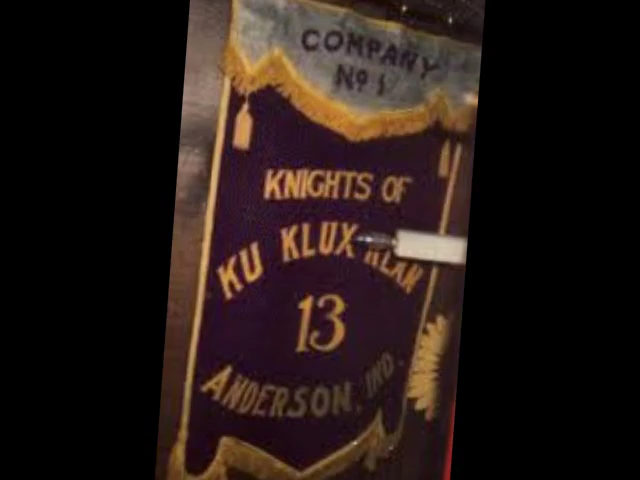 COMPANY
Nº 1
KNIGHTS OF
KU KLUX KLAN
13
ANDERSON, IND.